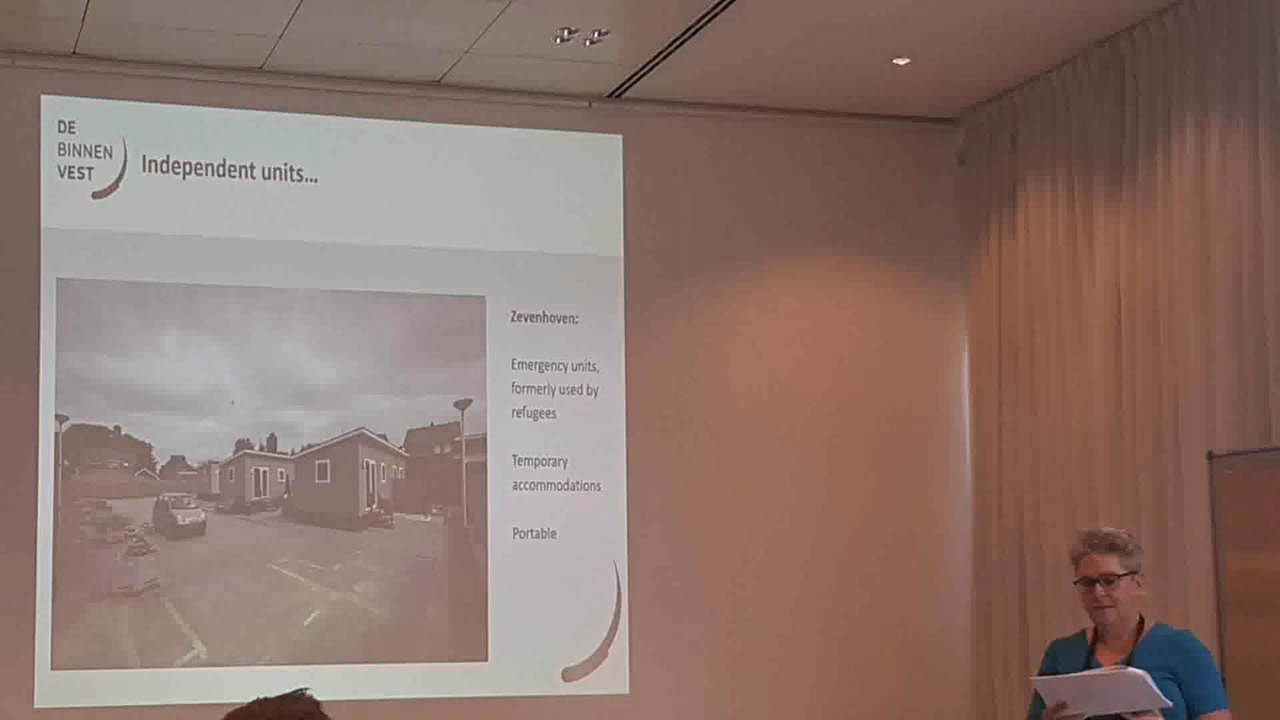 DE
BINNEN
VEST
Independent units...
Zevenhoven:
Emergency units,
formerly used by
refugees
Temporary
accommodations
Portable